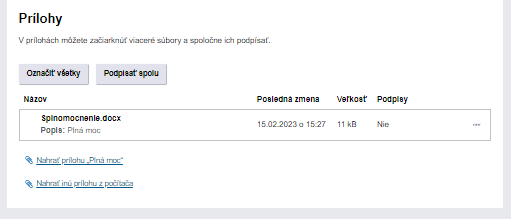 Prílohy
V prílohách môžete začiarknúť viaceré súbory a spoločne ich podpísať.
Označiť všetky Podpísať spolu
Názov Posledná zmena Veľkosť Podpisy
Splnomocnenie.docx
Popis: Plná moc
15.02.2023 o 15:27 11 kB Nie
Nahrať prílohu „Plná moc“
Nahrať inú prílohu z počítača